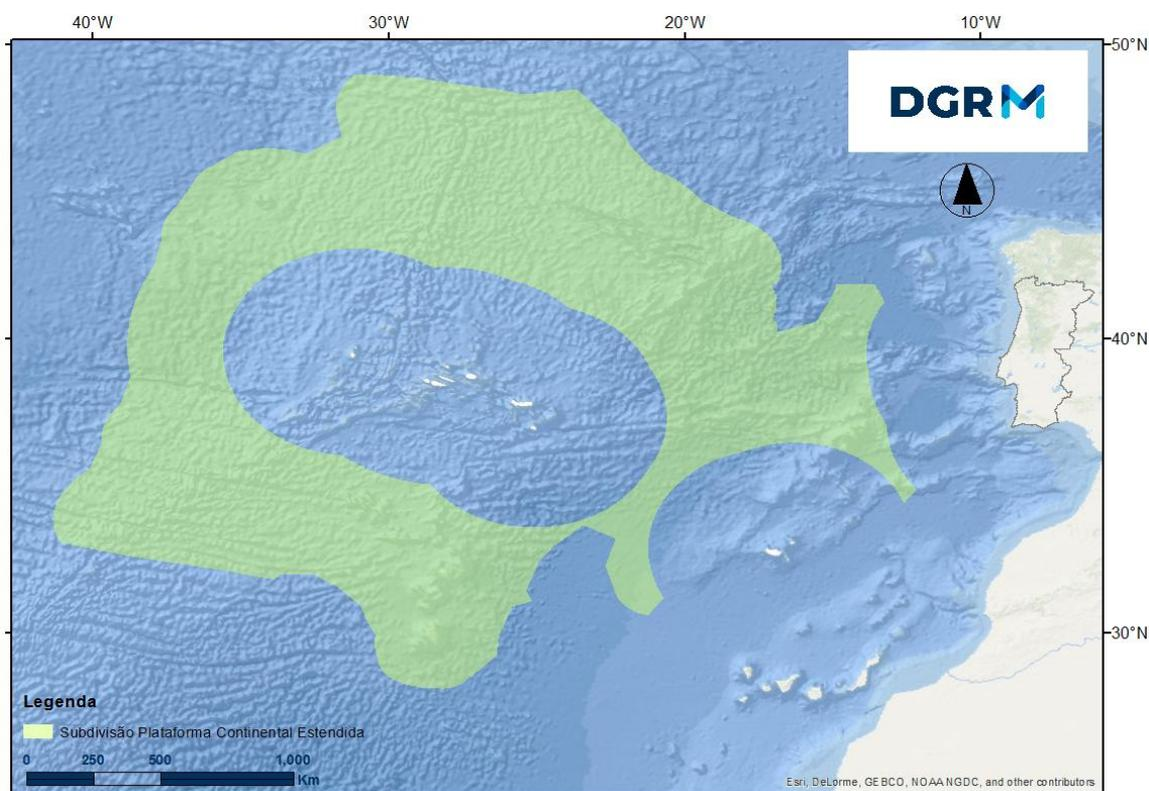 40°W 30°W 20°W 10°W
50°N
DGRM
N
40°N
30°N
Legenda
Subdivisão Plataforma Continental Estendida
0 250 500 1,000
Km
Esri, DeLorme, GEBCO, NOAA NGDC, and other contributors